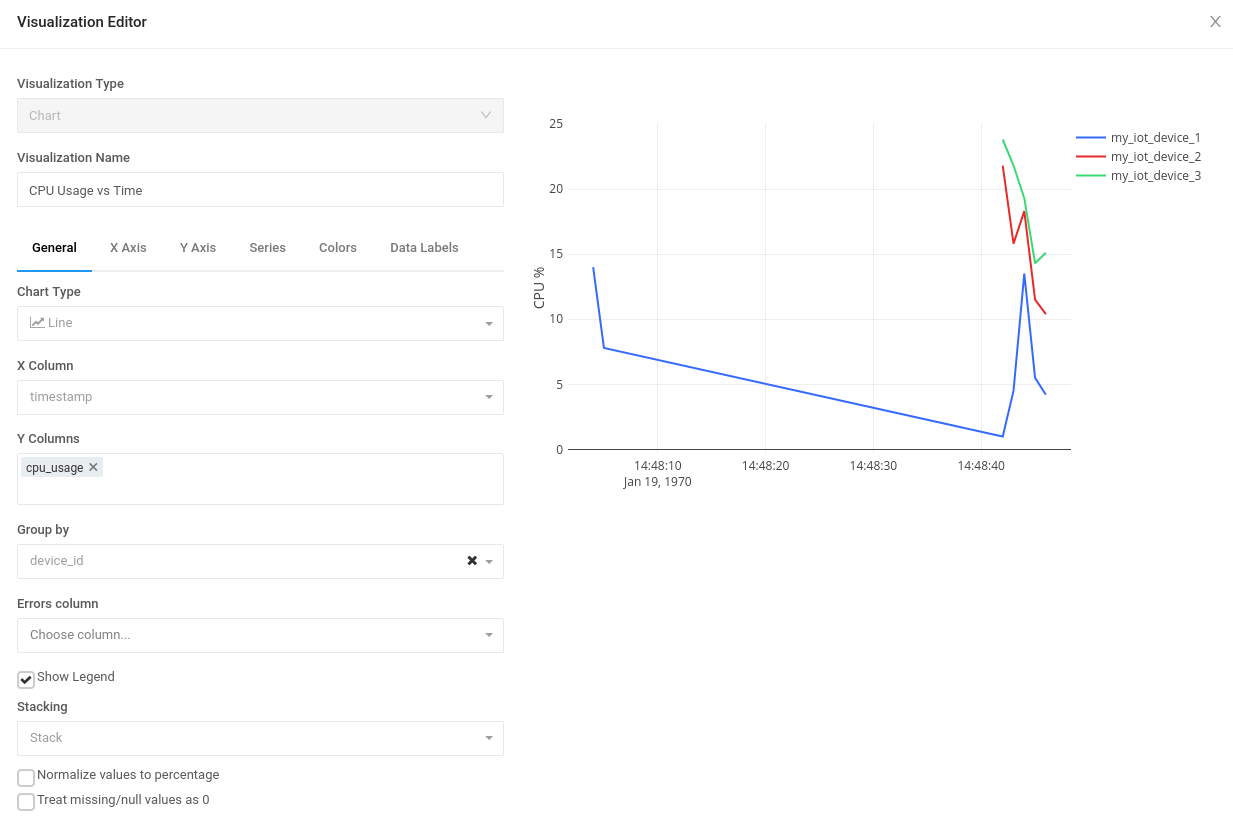 Visualization Editor
Visualization Type
Chart
Visualization Name
CPU Usage vs Time
General X Axis Y Axis Series Colors Data Labels
Chart Type
Line
X Column
timestamp
Y Columns
cpu_usage
Group by
device_id
Errors column
Choose column...
Show Legend
Stacking
Stack
Normalize values to percentage
Treat missing/null values as 0
25
20
15
10
5
0
CPU %
14:48:10 14:48:20 14:48:30 14:48:40
Jan 19, 1970
my_iot_device_1
my_iot_device_2
my_iot_device_3